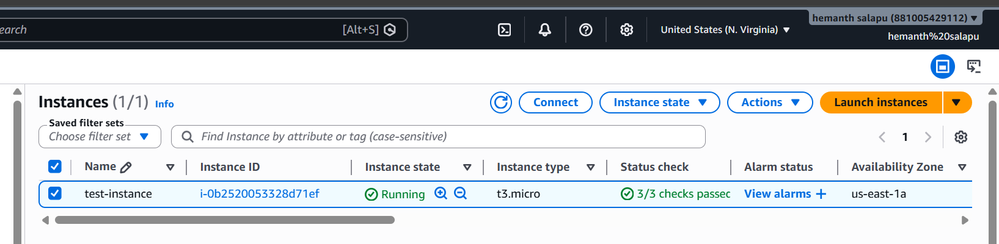 earch [Alt+S] United States (N. Virginia) hemanth salapu (881005429112)
hemanth%20salapu
Instances (1/1) Info Connect Instance state Actions Launch instances
Saved filter sets
Choose filter set Find Instance by attribute or tag (case-sensitive) 1
Name Instance ID Instance state Instance type Status check Alarm status Availability Zone
test-instance i-0b2520053328d71ef Running t3.micro 3/3 checks passed View alarms + us-east-1a